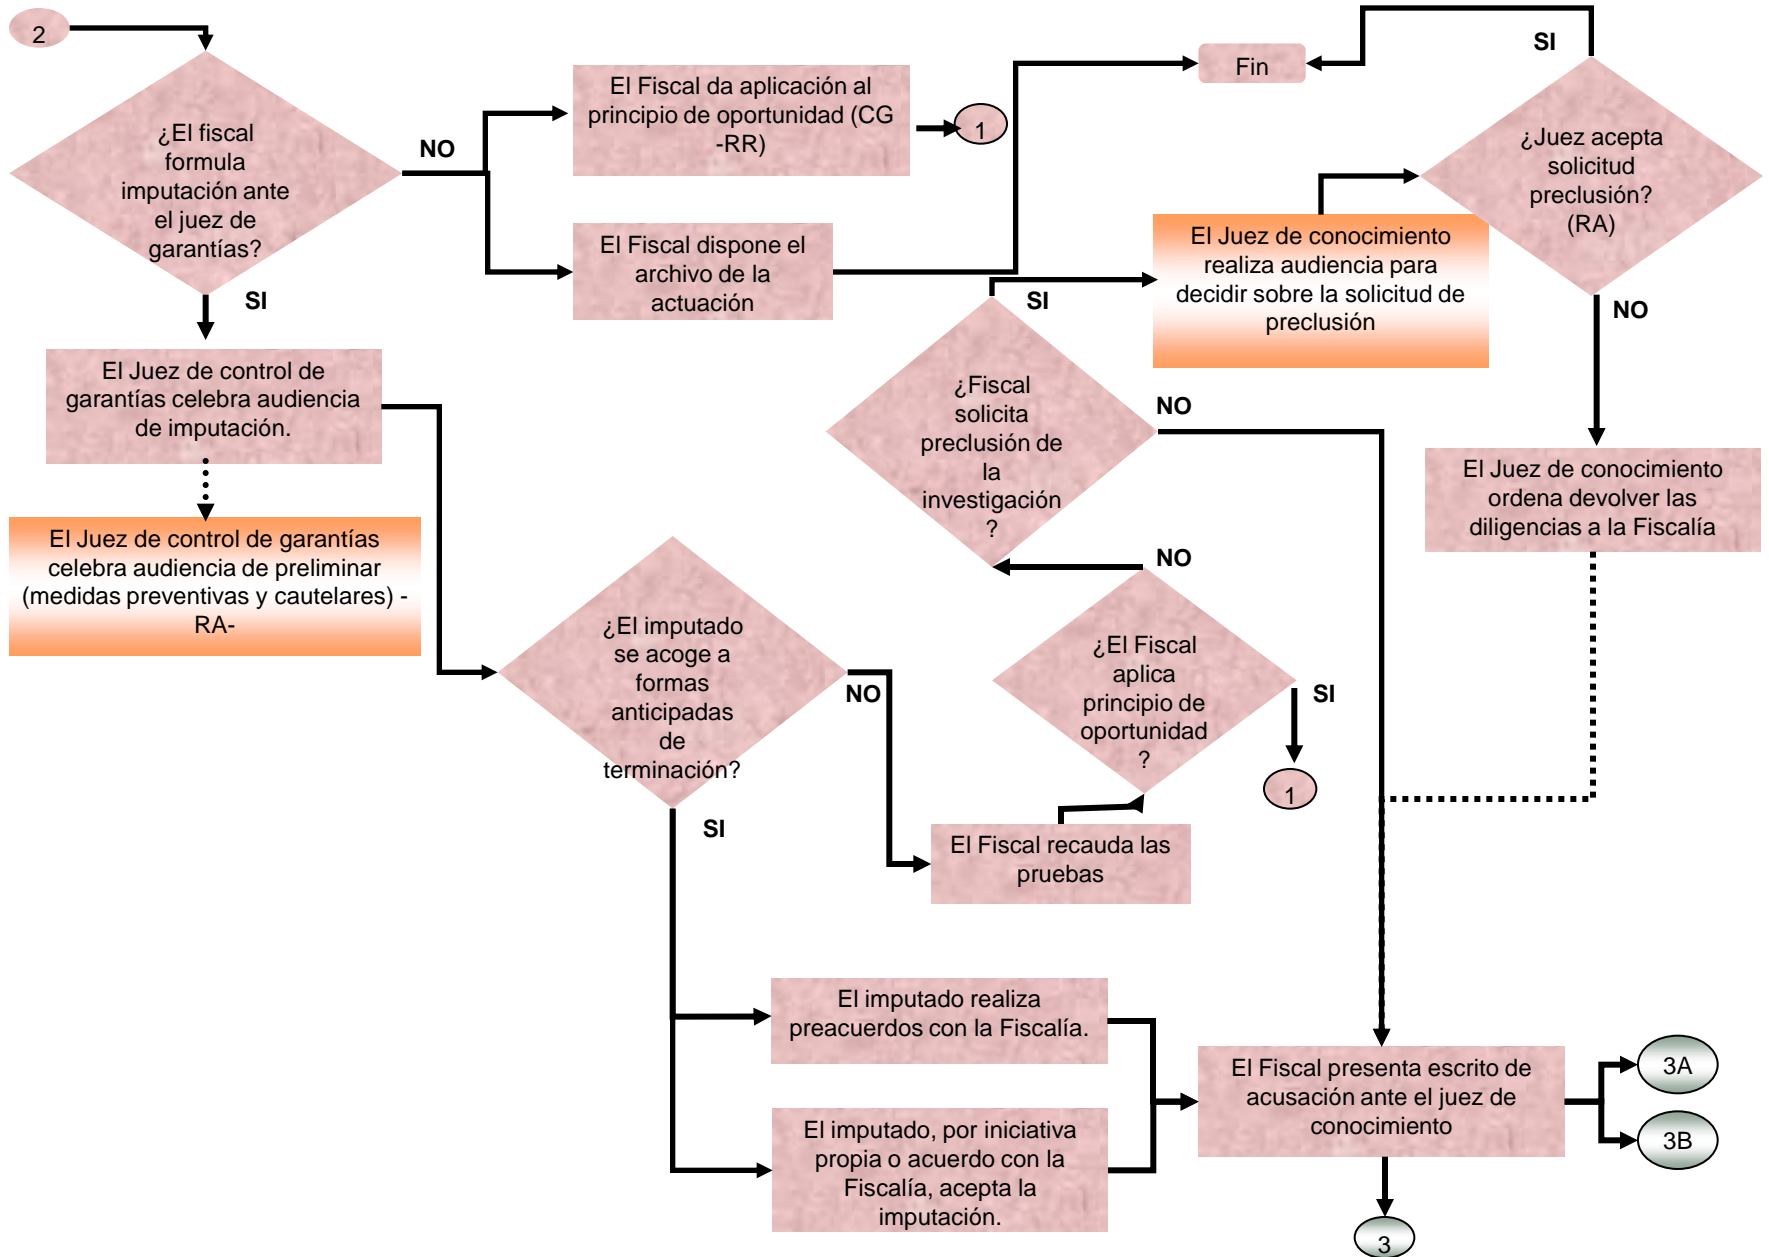 2
¿El fiscal
formula
imputación ante
el juez de
garantías?
NO
SI
El Fiscal da aplicación al
principio de oportunidad (CG
-RR)
1
El Fiscal dispone el
archivo de la
actuación
Fin
SI
¿Juez acepta
solicitud
preclusión?
(RA)
NO
El Juez de conocimiento
realiza audiencia para
decidir sobre la solicitud de
preclusión
SI
¿Fiscal
solicita
preclusión de
la
investigación
?
NO
El Juez de conocimiento
ordena devolver las
diligencias a la Fiscalía
El Juez de control de
garantías celebra audiencia
de imputación.
El Juez de control de garantías
celebra audiencia de preliminar
(medidas preventivas y cautelares) -
RA-
¿El imputado
se acoge a
formas
anticipadas
de
terminación?
NO
SI
NO
¿El Fiscal
aplica
principio de
oportunidad
?
SI
1
El Fiscal recauda las
pruebas
El imputado realiza
preacuerdos con la Fiscalía.
El imputado, por iniciativa
propia o acuerdo con la
Fiscalía, acepta la
imputación.
El Fiscal presenta escrito de
acusación ante el juez de
conocimiento
3A
3B
3